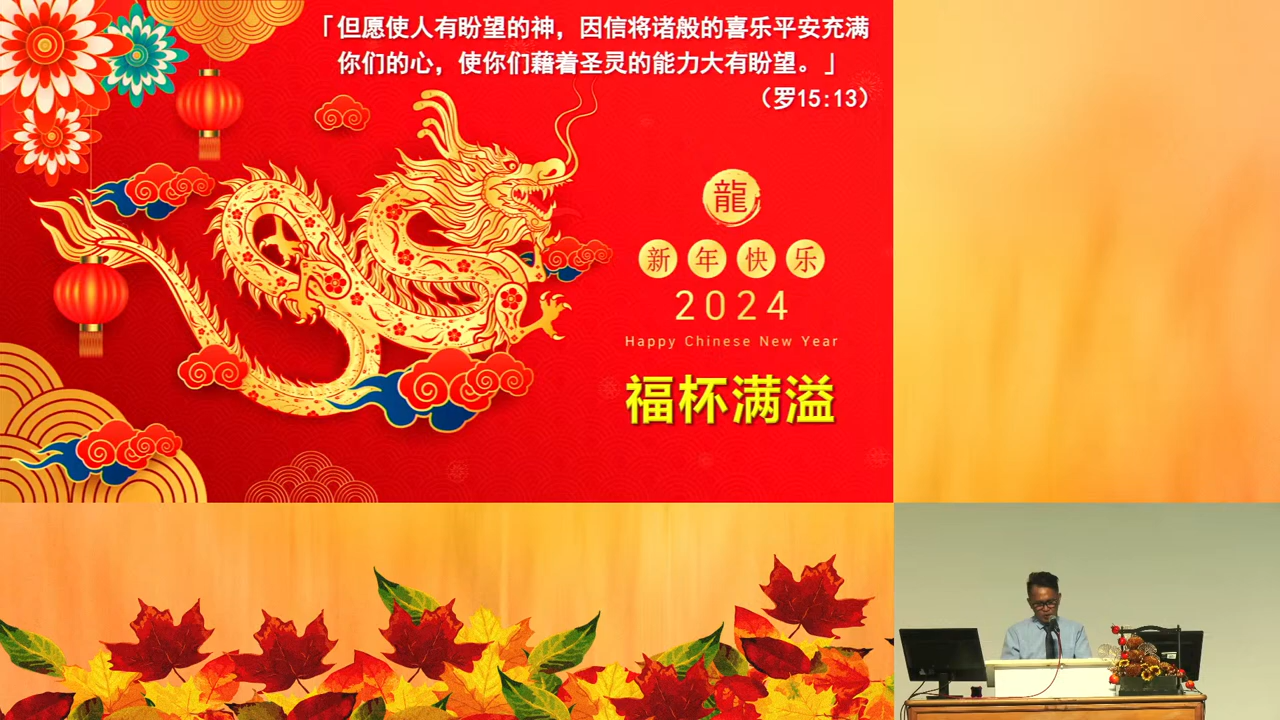 「但愿使人有盼望的神，因信将诸般的喜乐平安充满
你们的心，使你们藉着圣灵的能力大有盼望。」
（罗15:13）
龍
新年快乐
2024
Happy Chinese New Year
福杯满溢